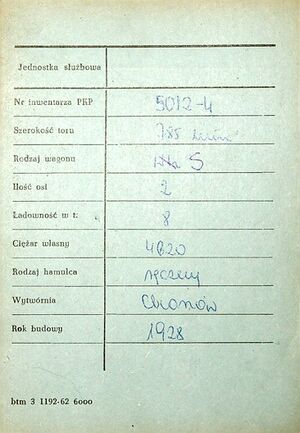 Jednostka służbowa
Nr inwentarza PKP 5012-4
Szerokość toru 785
Rodzaj wagonu S
Ilość osi 2
Ładowność w t. 8
Ciężar własny 4820
Rodzaj hamulca ręczny
Wytwórnia Chrzanów
Rok budowy 1928
btm 3 1192-62 6000